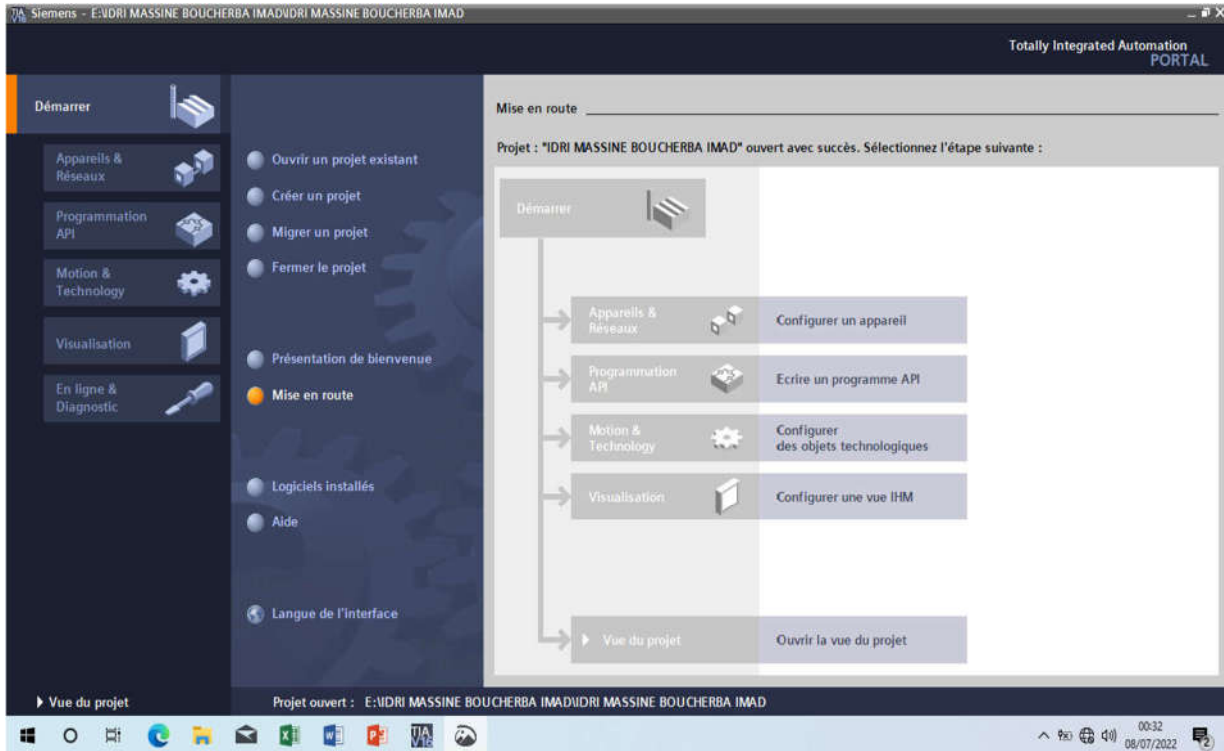 Siemens - E:\IDRI MASSINE BOUCHERBA IMAD\IDRI MASSINE BOUCHERBA IMAD
Totally Integrated Automation
PORTAL
Démarrer
Appareils &
Réseaux
Programmation
API
Motion &
Technology
Visualisation
En ligne &
Diagnostic
Ouvrir un projet existant
Créer un projet
Migrer un projet
Fermer le projet
Présentation de bienvenue
Mise en route
Logiciels installés
Aide
Langue de l'interface
Mise en route
Projet : "IDRI MASSINE BOUCHERBA IMAD" ouvert avec succès. Sélectionnez l'étape suivante :
Démarrer
Appareils &
Réseaux
Configurer un appareil
Programmation
API
Ecrire un programme API
Motion &
Technology
Configurer
des objets technologiques
Visualisation
Configurer une vue IHM
Vue du projet
Ouvrir la vue du projet
Vue du projet
Projet ouvert : E:\IDRI MASSINE BOUCHERBA IMAD\IDRI MASSINE BOUCHERBA IMAD
00:32
08/07/2022